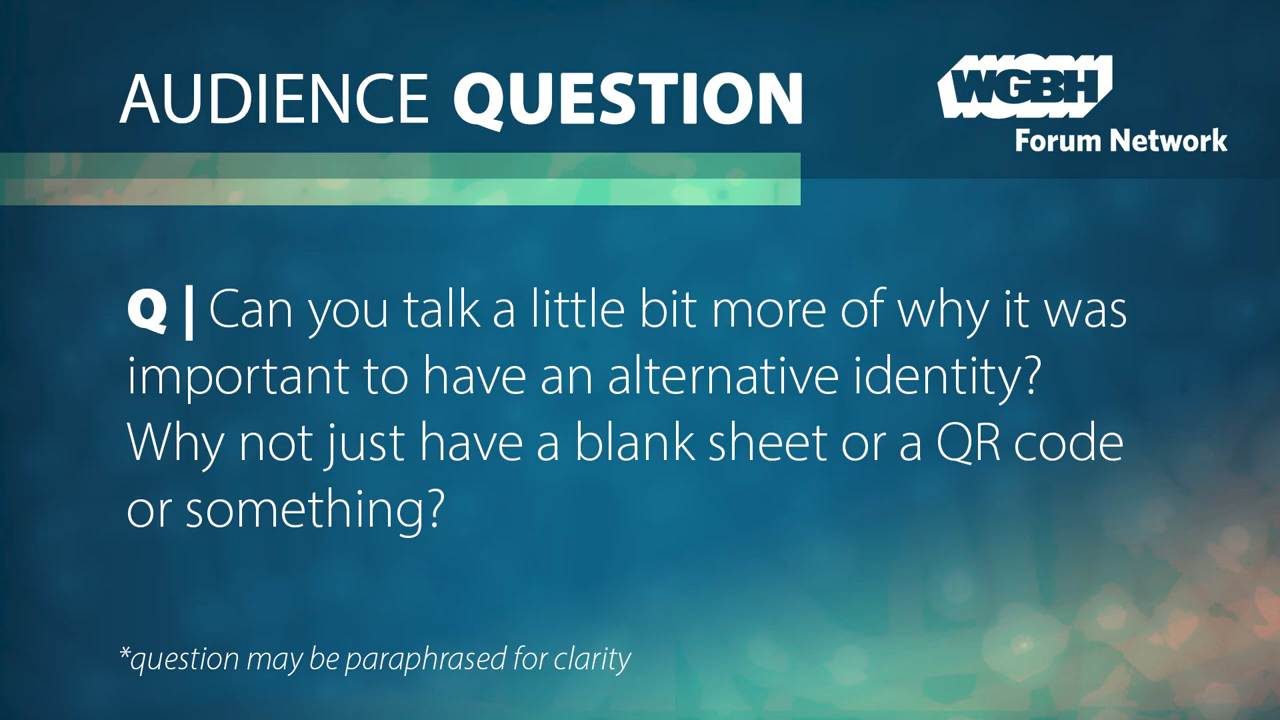 AUDIENCE QUESTION
WGBH
Forum Network
Q | Can you talk a little bit more of why it was
important to have an alternative identity?
Why not just have a blank sheet or a QR code
or something?
*question may be paraphrased for clarity